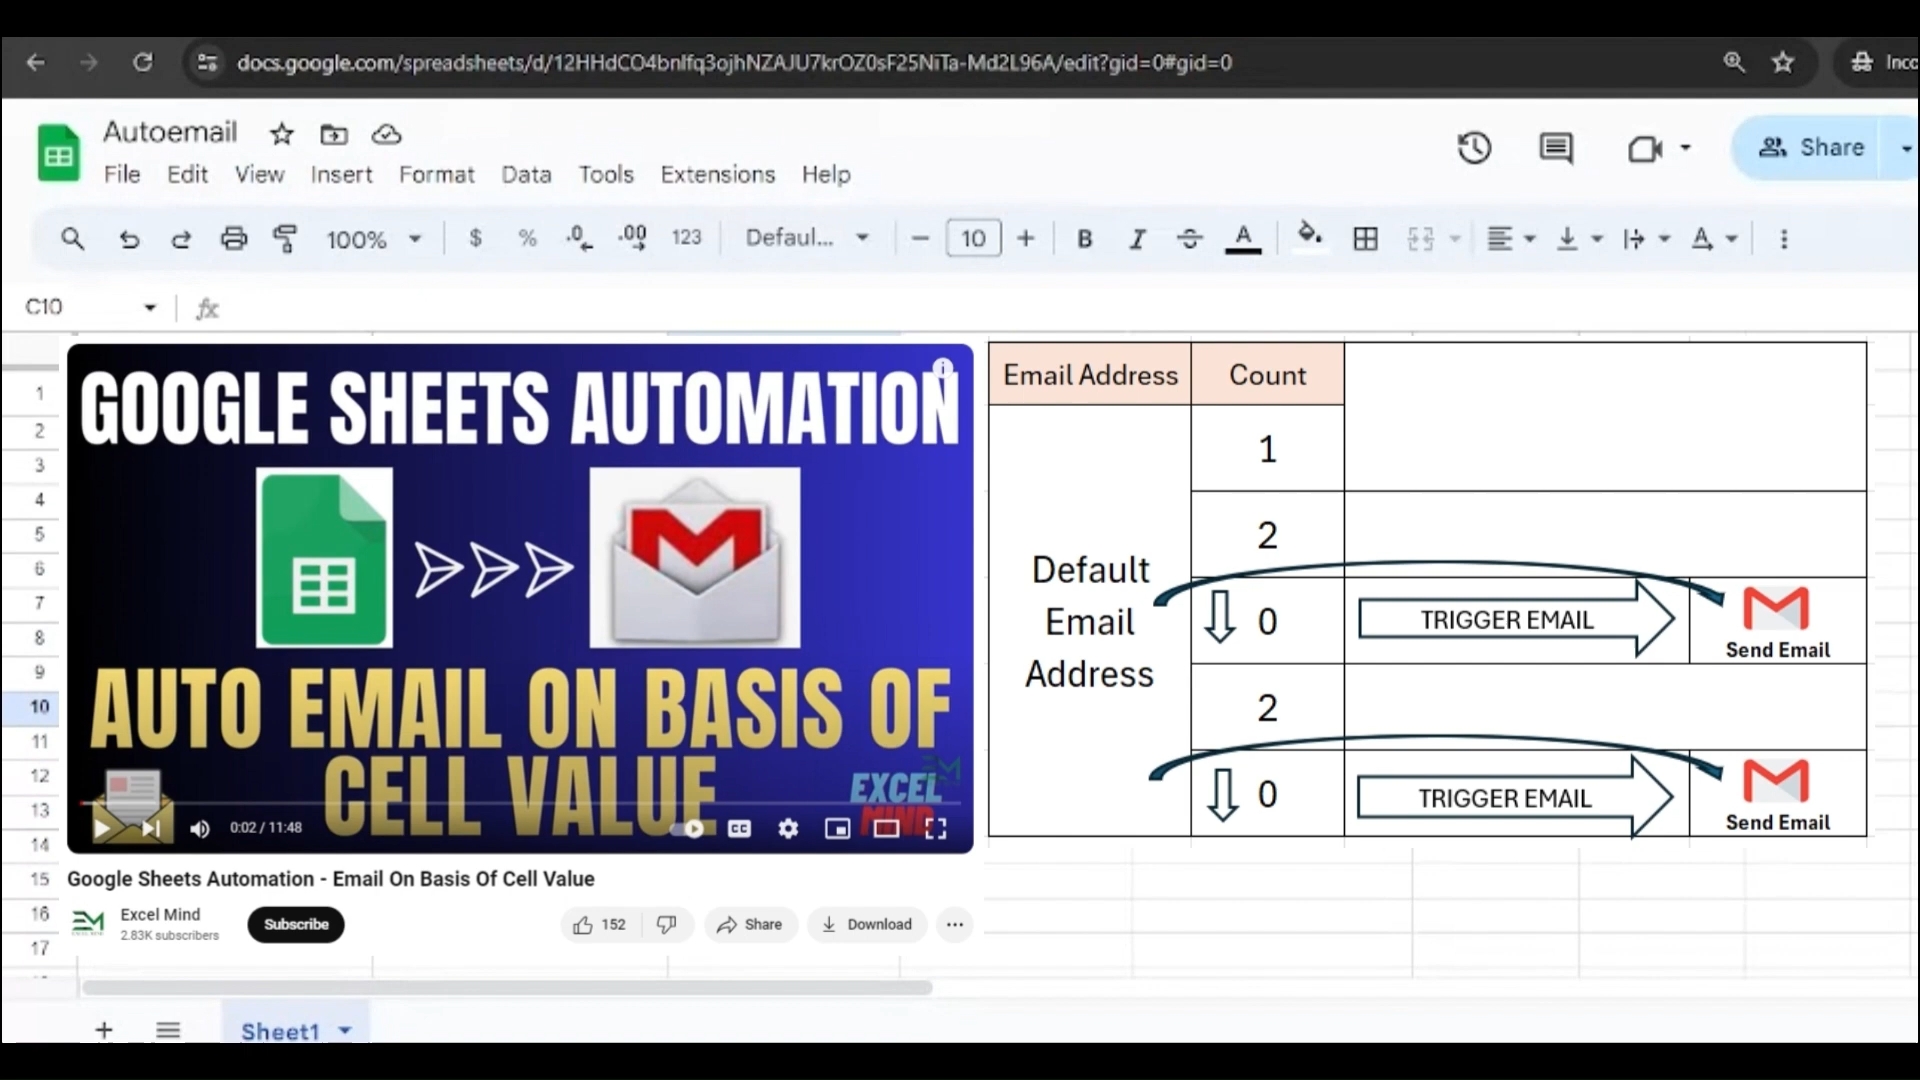 docs.google.com/spreadsheets/d/12HHdCO4bnIfq3ojhNZAJU7krOZ0sF25NiTa-Md2L96A/edit?gid=0#gid=0
Inco
Autoemail
File Edit View Insert Format Data Tools Extensions Help
Share
100% $ % .0 .00 123 Defaul... 10 B I S A A
C10 fx
1
2
3
4
5
6
7
8
9
10
11
12
13
14
15
16
17
GOOGLE SHEETS AUTOMATION
AUTO EMAIL ON BASIS OF
CELL VALUE
EXCEL
MIND
0:02 / 11:48
CC
Google Sheets Automation - Email On Basis Of Cell Value
Excel Mind
2.83K subscribers
Subscribe
152
Share
Download
Email Address Count
Default
Email
Address
1
2
0 TRIGGER EMAIL
Send Email
2
0 TRIGGER EMAIL
Send Email
Sheet1